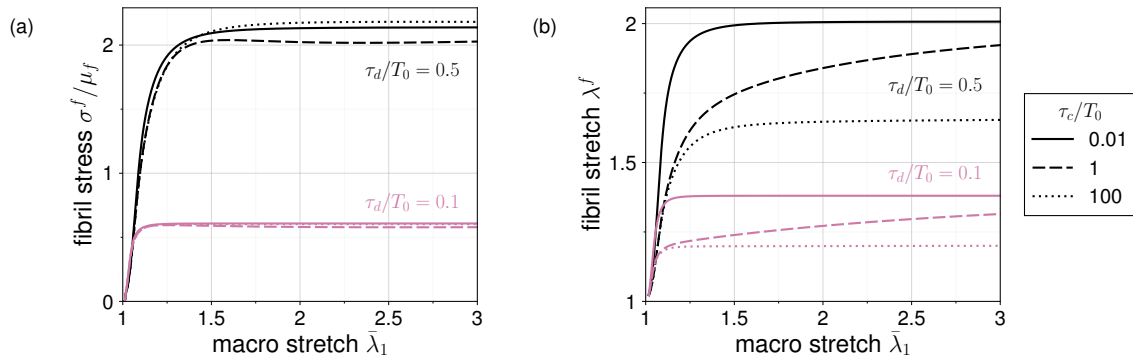 (a)
fibril stress σ^f/μ_f
2
1
0
τ_d/T_0 = 0.5
τ_d/T_0 = 0.1
1 1.5 2 2.5 3
macro stretch λ̄_1
(b)
fibril stretch λ^f
2
1.5
1
τ_d/T_0 = 0.5
τ_d/T_0 = 0.1
1 1.5 2 2.5 3
macro stretch λ̄_1
τ_c/T_0
0.01
1
100